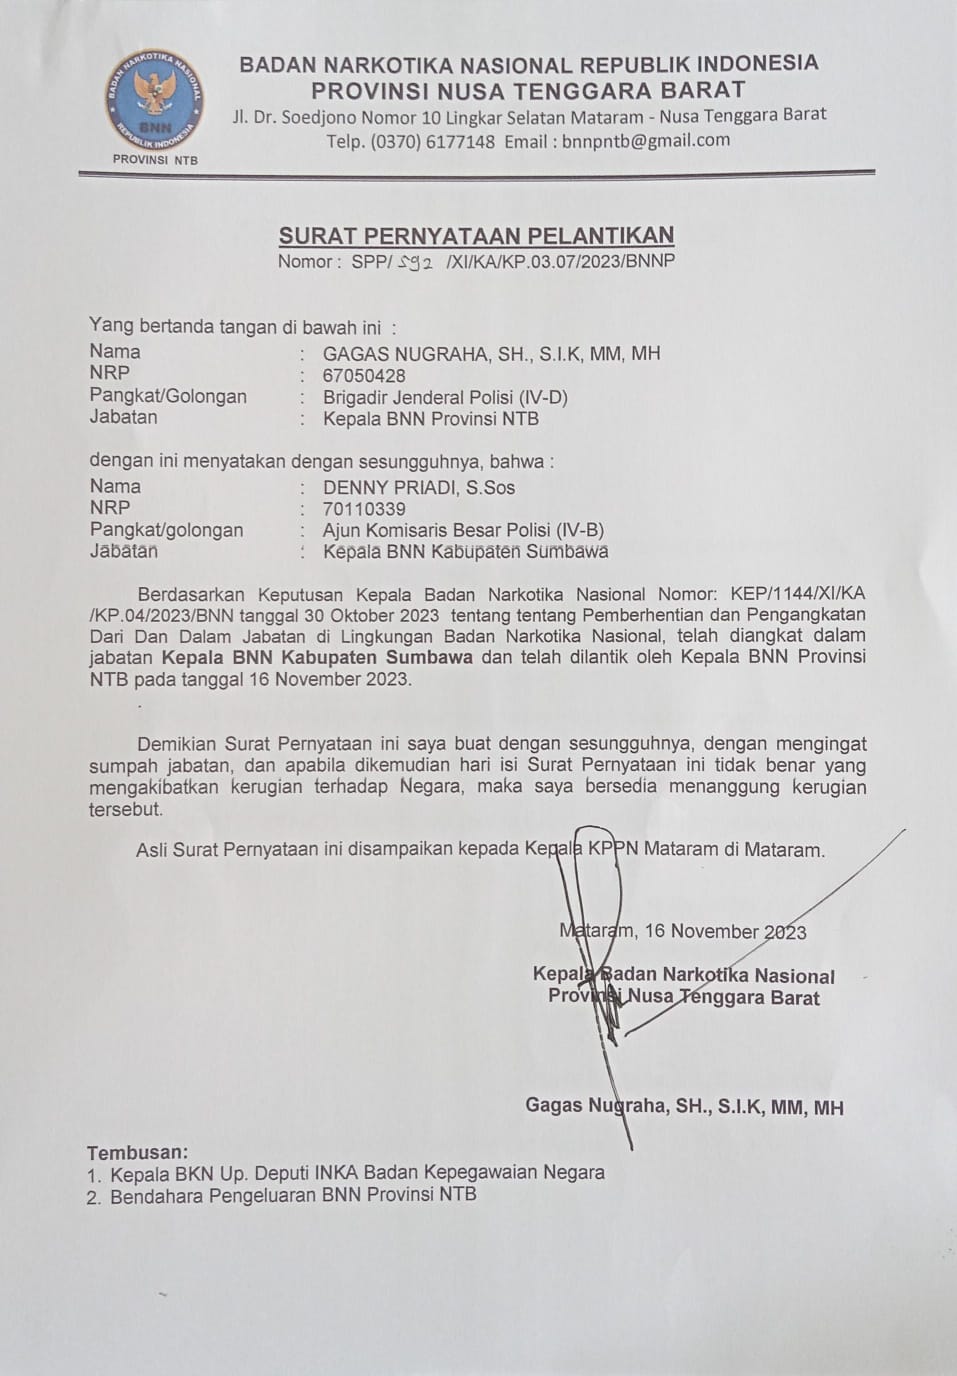 BADAN NARKOTIKA NASIONAL
REPUBLIK INDONESIA
BNN
PROVINSI NTB
BADAN NARKOTIKA NASIONAL REPUBLIK INDONESIA
PROVINSI NUSA TENGGARA BARAT
Jl. Dr. Soedjono Nomor 10 Lingkar Selatan Mataram - Nusa Tenggara Barat
Telp. (0370) 6177148 Email : bnnpntb@gmail.com
SURAT PERNYATAAN PELANTIKAN
Nomor : SPP/ 592 /XI/KA/KP.03.07/2023/BNNP
Yang bertanda tangan di bawah ini :
Nama : GAGAS NUGRAHA, SH., S.I.K, MM, MH
NRP : 67050428
Pangkat/Golongan : Brigadir Jenderal Polisi (IV-D)
Jabatan : Kepala BNN Provinsi NTB
dengan ini menyatakan dengan sesungguhnya, bahwa :
Nama : DENNY PRIADI, S.Sos
NRP : 70110339
Pangkat/golongan : Ajun Komisaris Besar Polisi (IV-B)
Jabatan : Kepala BNN Kabupaten Sumbawa
Berdasarkan Keputusan Kepala Badan Narkotika Nasional Nomor: KEP/1144/XI/KA
/KP.04/2023/BNN tanggal 30 Oktober 2023 tentang tentang Pemberhentian dan Pengangkatan
Dari Dan Dalam Jabatan di Lingkungan Badan Narkotika Nasional, telah diangkat dalam
jabatan Kepala BNN Kabupaten Sumbawa dan telah dilantik oleh Kepala BNN Provinsi
NTB pada tanggal 16 November 2023.
.
Demikian Surat Pernyataan ini saya buat dengan sesungguhnya, dengan mengingat
sumpah jabatan, dan apabila dikemudian hari isi Surat Pernyataan ini tidak benar yang
mengakibatkan kerugian terhadap Negara, maka saya bersedia menanggung kerugian
tersebut.
Asli Surat Pernyataan ini disampaikan kepada Kepala KPPN Mataram di Mataram.
Mataram, 16 November 2023
Kepala Badan Narkotika Nasional
Provinsi Nusa Tenggara Barat
Gagas Nugraha, SH., S.I.K, MM, MH
Tembusan:
1. Kepala BKN Up. Deputi INKA Badan Kepegawaian Negara
2. Bendahara Pengeluaran BNN Provinsi NTB